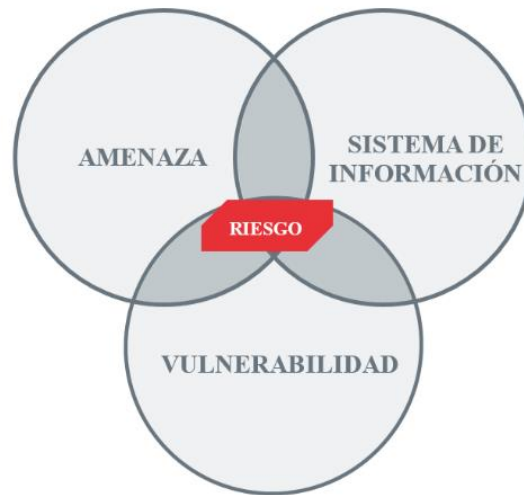 AMENAZA
SISTEMA DE
INFORMACIÓN
RIESGO
VULNERABILIDAD